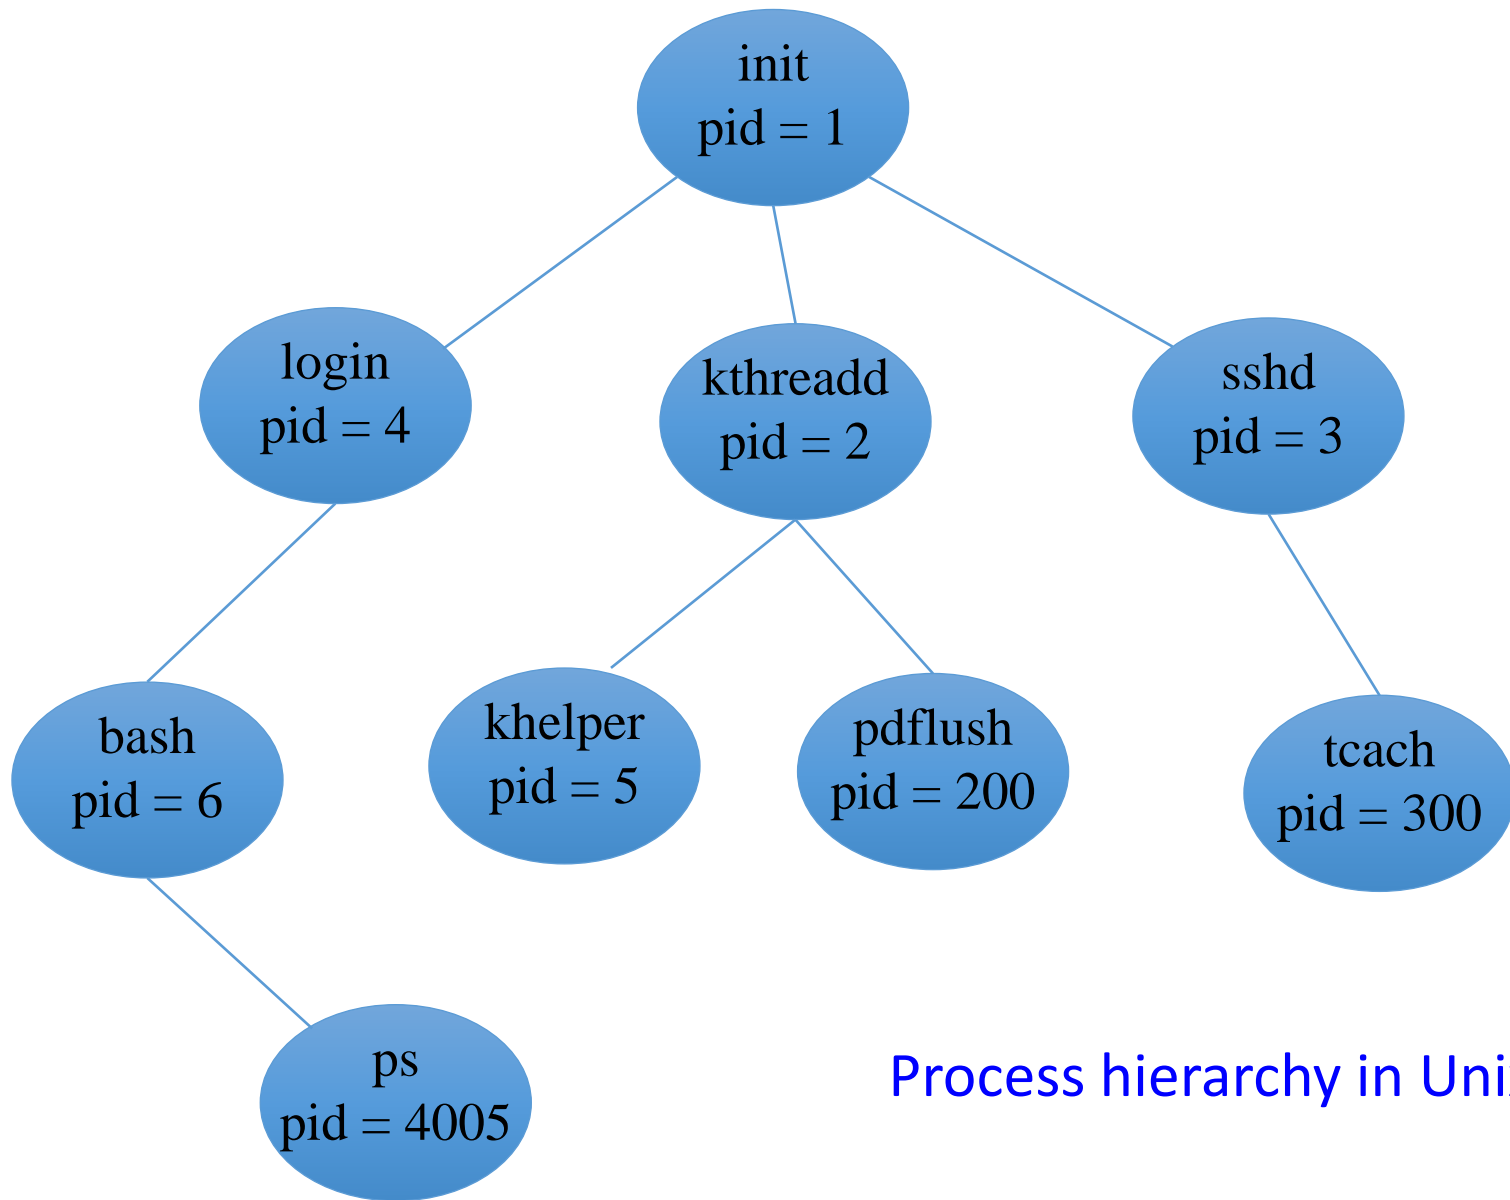 init
pid = 1
login
pid = 4
kthreadd
pid = 2
sshd
pid = 3
bash
pid = 6
khelper
pid = 5
pdflush
pid = 200
tcach
pid = 300
ps
pid = 4005
Process hierarchy in Uni